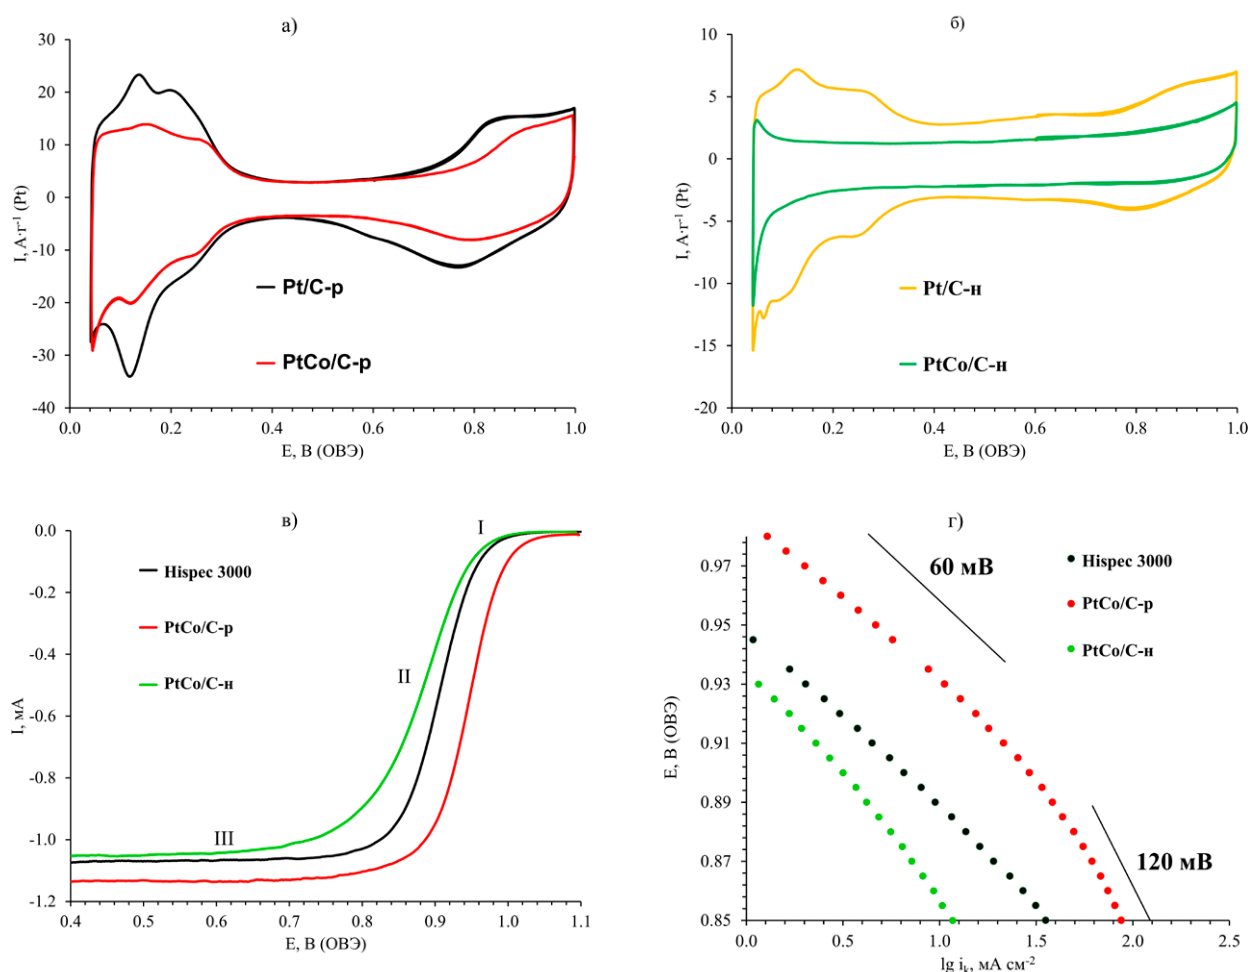 а)
I, А·г⁻¹ (Pt)
30
20
10
0
-10
-20
-30
-40
0.0 0.2 0.4 0.6 0.8 1.0
E, В (ОВЭ)
Pt/C-р
PtCo/C-р
б)
I, А·г⁻¹ (Pt)
10
5
0
-5
-10
-15
-20
0.0 0.2 0.4 0.6 0.8 1.0
E, В (ОВЭ)
Pt/C-н
PtCo/C-н
в)
I, мА
0.0
-0.2
-0.4
-0.6
-0.8
-1.0
-1.2
0.4 0.5 0.6 0.7 0.8 0.9 1.0 1.1
E, В (ОВЭ)
Hispec 3000
PtCo/C-р
PtCo/C-н
I
II
III
г)
E, В (ОВЭ)
0.97
0.95
0.93
0.91
0.89
0.87
0.85
0.0 0.5 1.0 1.5 2.0 2.5
lg iₖ, мА см⁻²
60 мВ
120 мВ
Hispec 3000
PtCo/C-р
PtCo/C-н